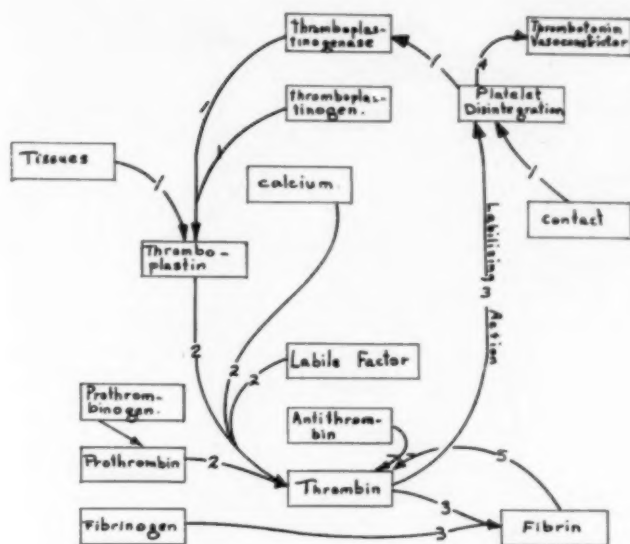 Thromboplas-
tinogenase
Thrombotonin
Vasoconstrictor
4
1
Platelet
Disintegration
thromboplas-
tinogen.
1
1
Tissues
1
Calcium.
1
Contact
Thrombo-
plastin
Labilizing 3 Action
2
2
2
Labile Factor
Prothrom-
binogen.
Antithrom-
bin
Prothrombin
2
5
Thrombin
3
Fibrinogen
3
Fibrin